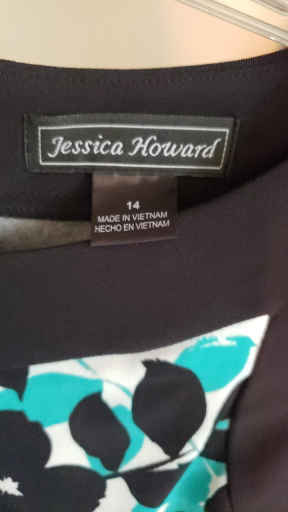 Jessica Howard
14
MADE IN VIETNAM
HECHO EN VIETNAM